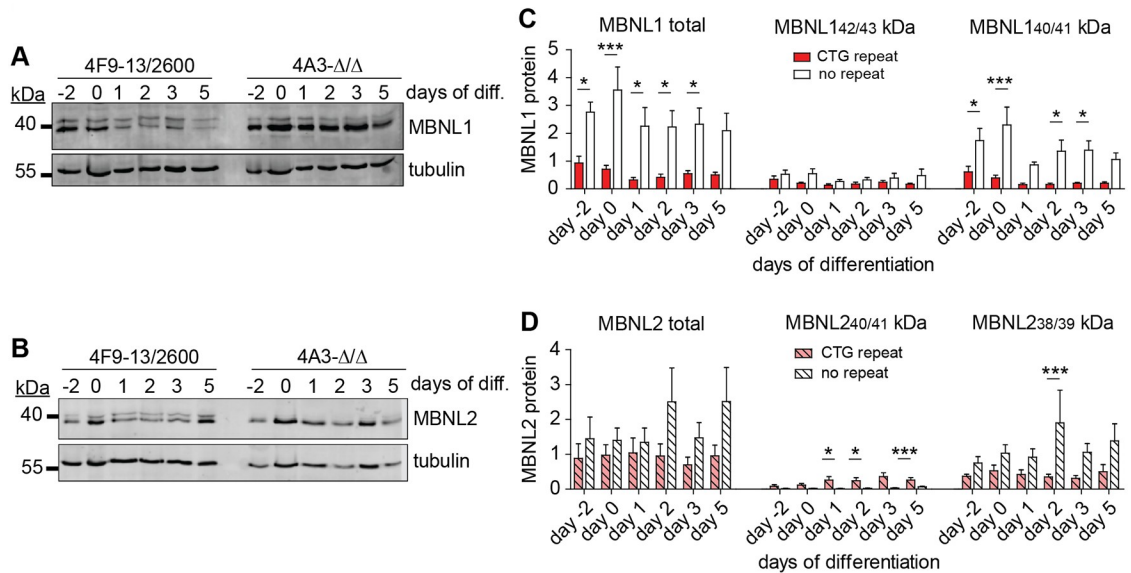 A
4F9-13/2600 4A3-Δ/Δ
kDa -2 0 1 2 3 5 -2 0 1 2 3 5 days of diff.
40 MBNL1
55 tubulin
B
4F9-13/2600 4A3-Δ/Δ
kDa -2 0 1 2 3 5 -2 0 1 2 3 5 days of diff.
40 MBNL2
55 tubulin
C
MBNL1 total MBNL142/43 kDa MBNL140/41 kDa
CTG repeat
no repeat
MBNL1 protein
5
4
3
2
1
0
* *** * * *
* *** * *
day -2 day 0 day 1 day 2 day 3 day 5 day -2 day 0 day 1 day 2 day 3 day 5 day -2 day 0 day 1 day 2 day 3 day 5
days of differentiation
D
MBNL2 total MBNL240/41 kDa MBNL238/39 kDa
CTG repeat
no repeat
MBNL2 protein
4
3
2
1
0
* * ***
***
day -2 day 0 day 1 day 2 day 3 day 5 day -2 day 0 day 1 day 2 day 3 day 5 day -2 day 0 day 1 day 2 day 3 day 5
days of differentiation